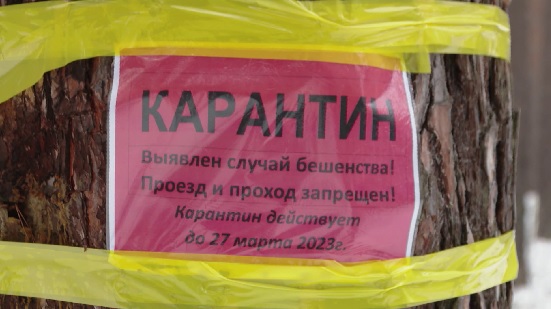 КАРАНТИН
Выявлен случай бешенства!
Проезд и проход запрещен!
Карантин действует
до 27 марта 2023г.